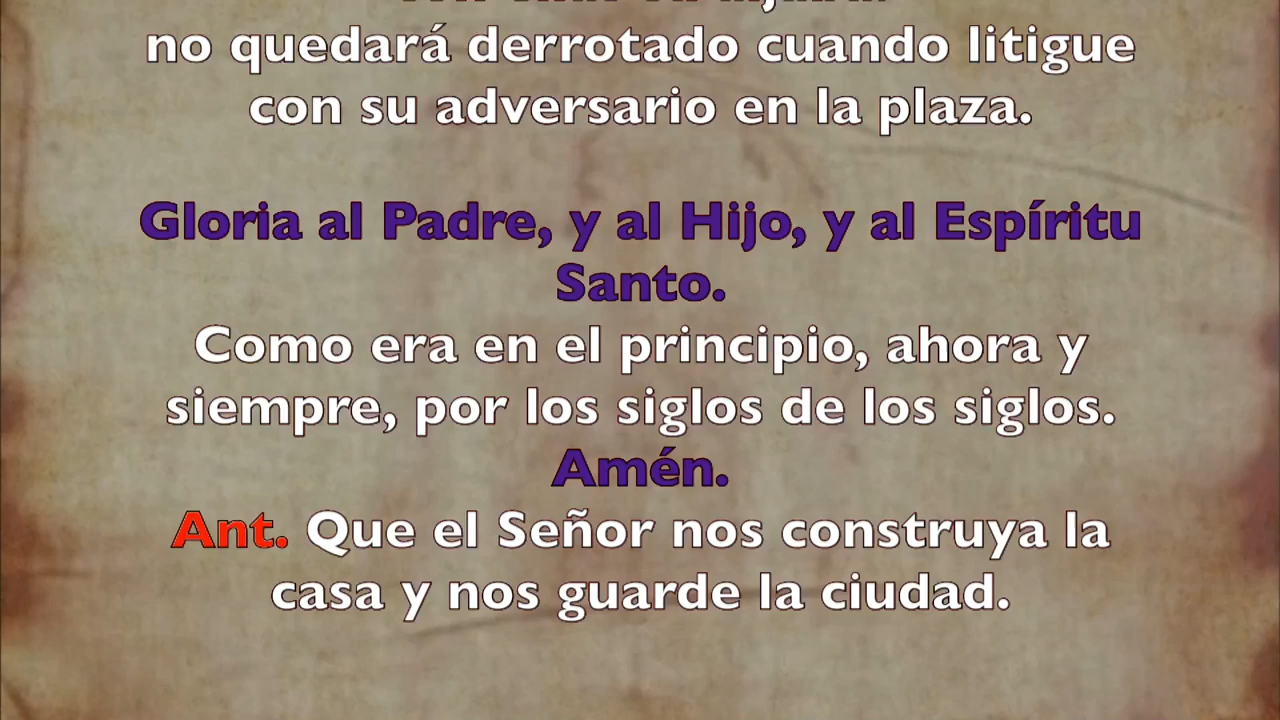 no quedará derrotado cuando litigue
con su adversario en la plaza.
Gloria al Padre, y al Hijo, y al Espíritu
Santo.
Como era en el principio, ahora y
siempre, por los siglos de los siglos.
Amén.
Ant. Que el Señor nos construya la
casa y nos guarde la ciudad.